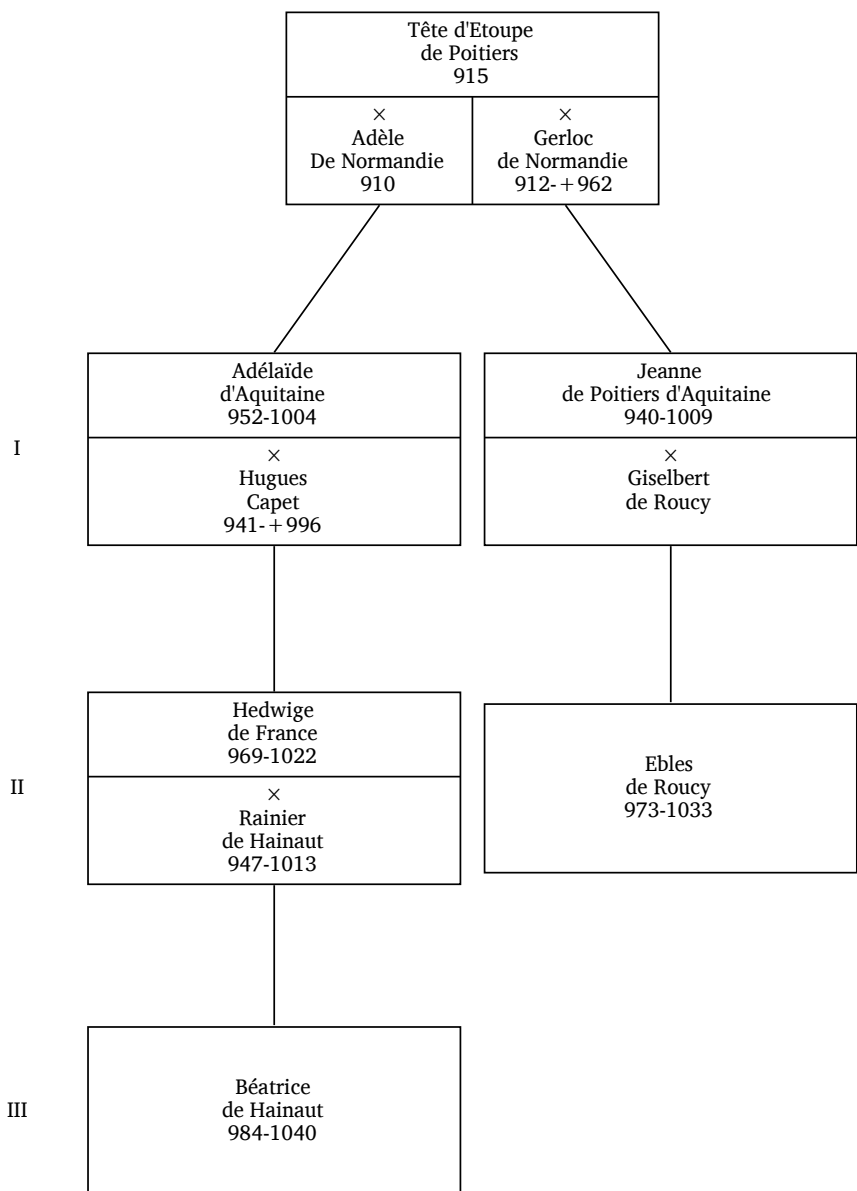 Tête d'Etoupe
de Poitiers
915
×
Adèle
De Normandie
910
×
Gerloc
de Normandie
912-+962
I
Adélaïde
d'Aquitaine
952-1004
×
Hugues
Capet
941-+996
Jeanne
de Poitiers d'Aquitaine
940-1009
×
Giselbert
de Roucy
II
Hedwige
de France
969-1022
×
Rainier
de Hainaut
947-1013
Ebles
de Roucy
973-1033
III
Béatrice
de Hainaut
984-1040